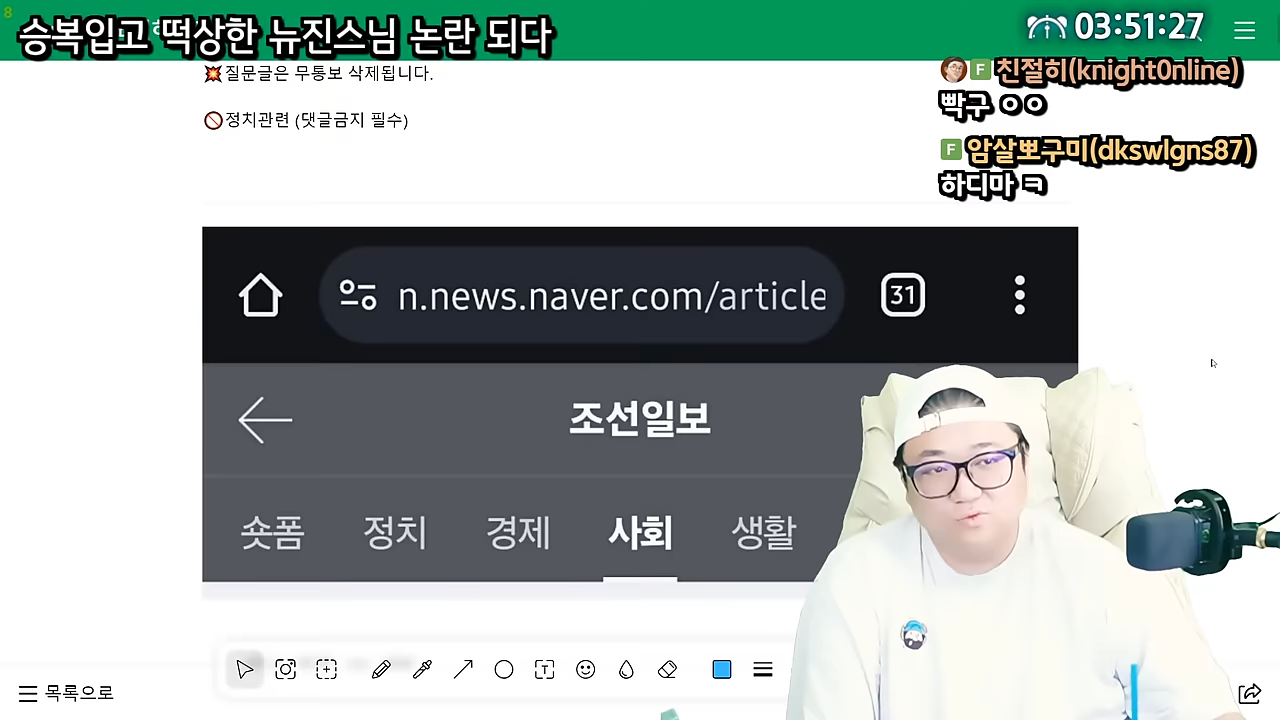 8
승복입고 떡상한 뉴진스님 논란 되다
03:51:27
💥질문글은 무통보 삭제됩니다.
🚫정치관련 (댓글금지 필수)
F 친절히(knight0nline)
빡구 ㅇㅇ
F 암살뽀구미(dkswlgns87)
하디마 ㅋ
n.news.naver.com/article
31
조선일보
숏폼 정치 경제 사회 생활
T
목록으로